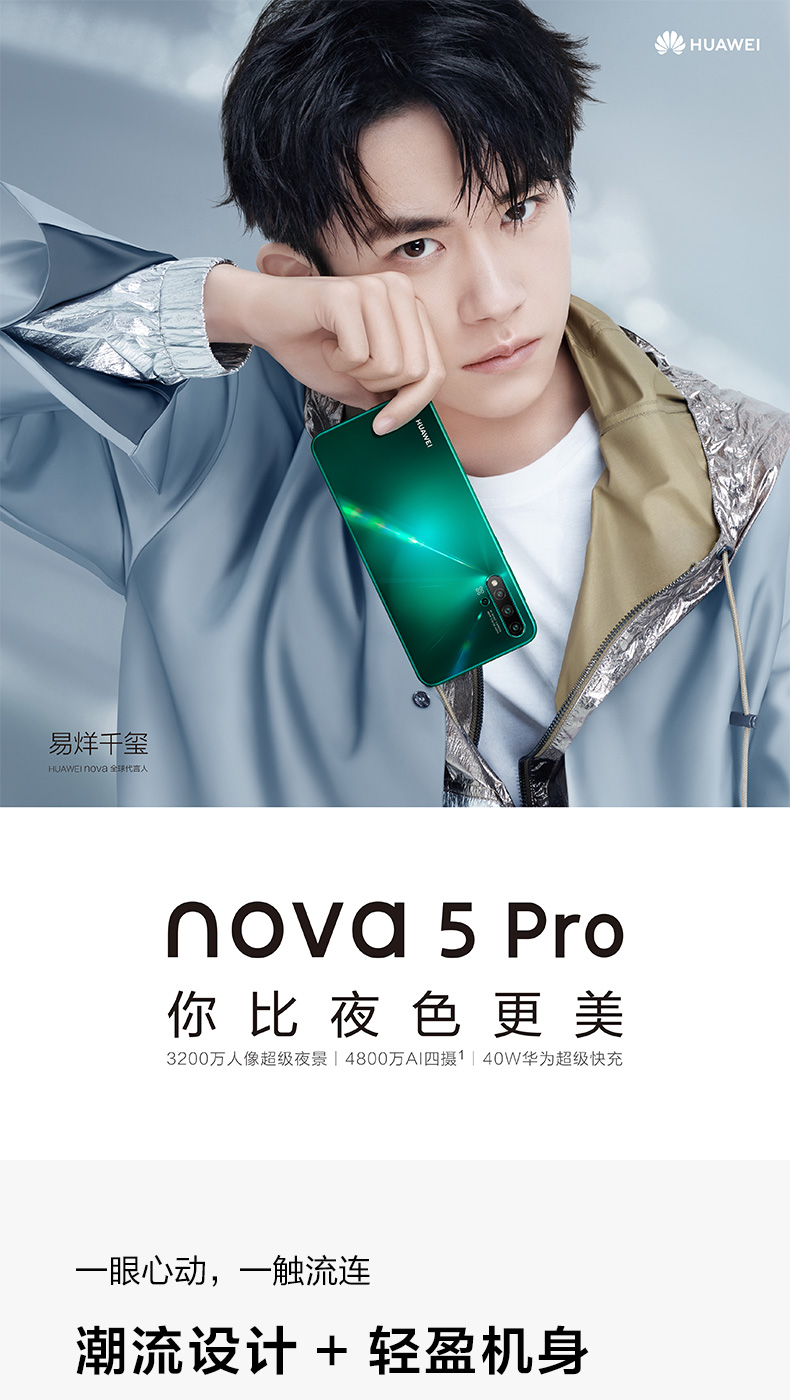 HUAWEI
HUAWEI
易烊千玺
HUAWEI nova 全球代言人
nova 5 Pro
你比夜色更美
3200万人像超级夜景 | 4800万AI四摄¹ | 40W华为超级快充
一眼心动，一触流连
潮流设计 + 轻盈机身